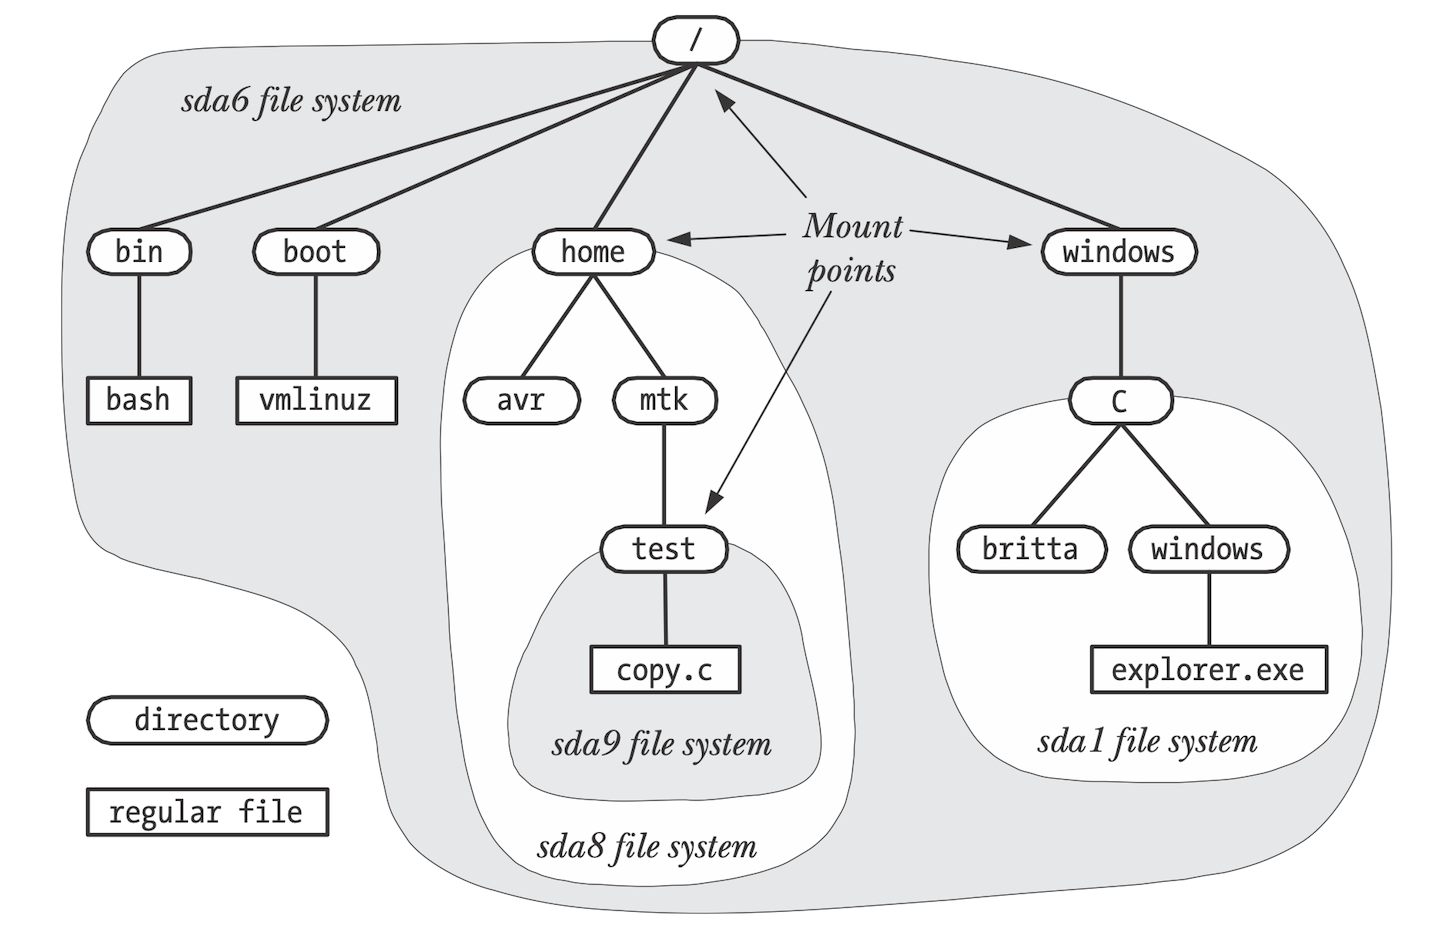 /
sda6 file system
Mount
points
bin
boot
home
windows
bash
vmlinuz
avr
mtk
C
test
britta
windows
copy.c
explorer.exe
directory
sda9 file system
sda1 file system
regular file
sda8 file system